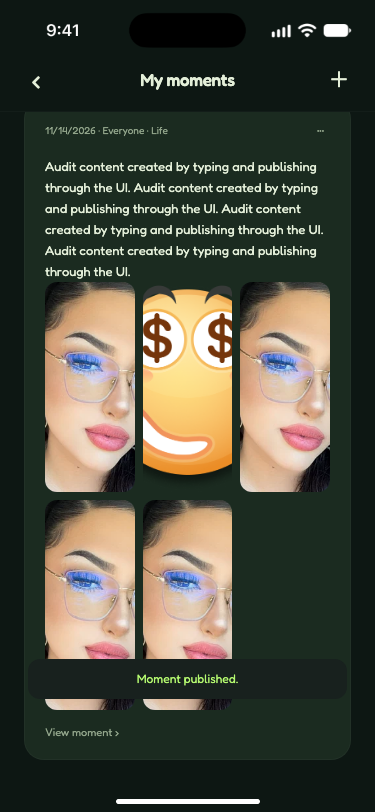 9:41
My moments
11/14/2026 · Everyone · Life
Audit content created by typing and publishing
through the UI. Audit content created by typing
and publishing through the UI. Audit content
created by typing and publishing through the UI.
Audit content created by typing and publishing
through the UI.
$ $
Moment published.
View moment ›